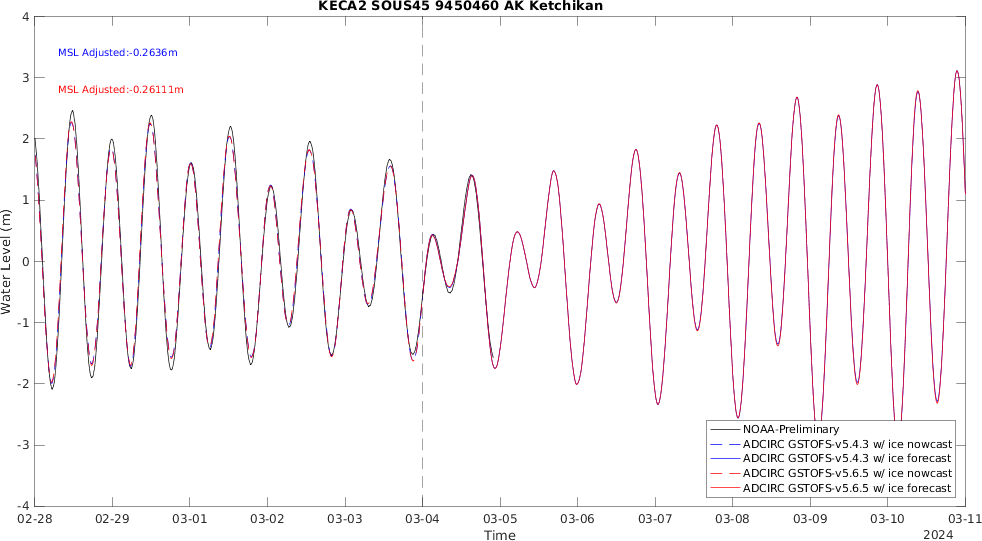 KECA2 SOUS45 9450460 AK Ketchikan
MSL Adjusted:-0.2636m
MSL Adjusted:-0.26111m
Water Level (m)
4
3
2
1
0
-1
-2
-3
-4
NOAA-Preliminary
ADCIRC GSTOFS-v5.4.3 w/ ice nowcast
ADCIRC GSTOFS-v5.4.3 w/ ice forecast
ADCIRC GSTOFS-v5.6.5 w/ ice nowcast
ADCIRC GSTOFS-v5.6.5 w/ ice forecast
02-28 02-29 03-01 03-02 03-03 03-04 03-05 03-06 03-07 03-08 03-09 03-10 03-11
Time
2024